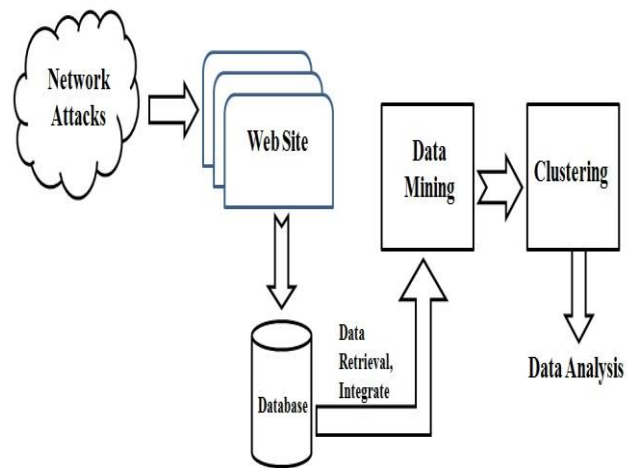 Network
Attacks
Web Site
Data
Mining
Clustering
Data
Retrieval,
Integrate
Database
Data Analysis